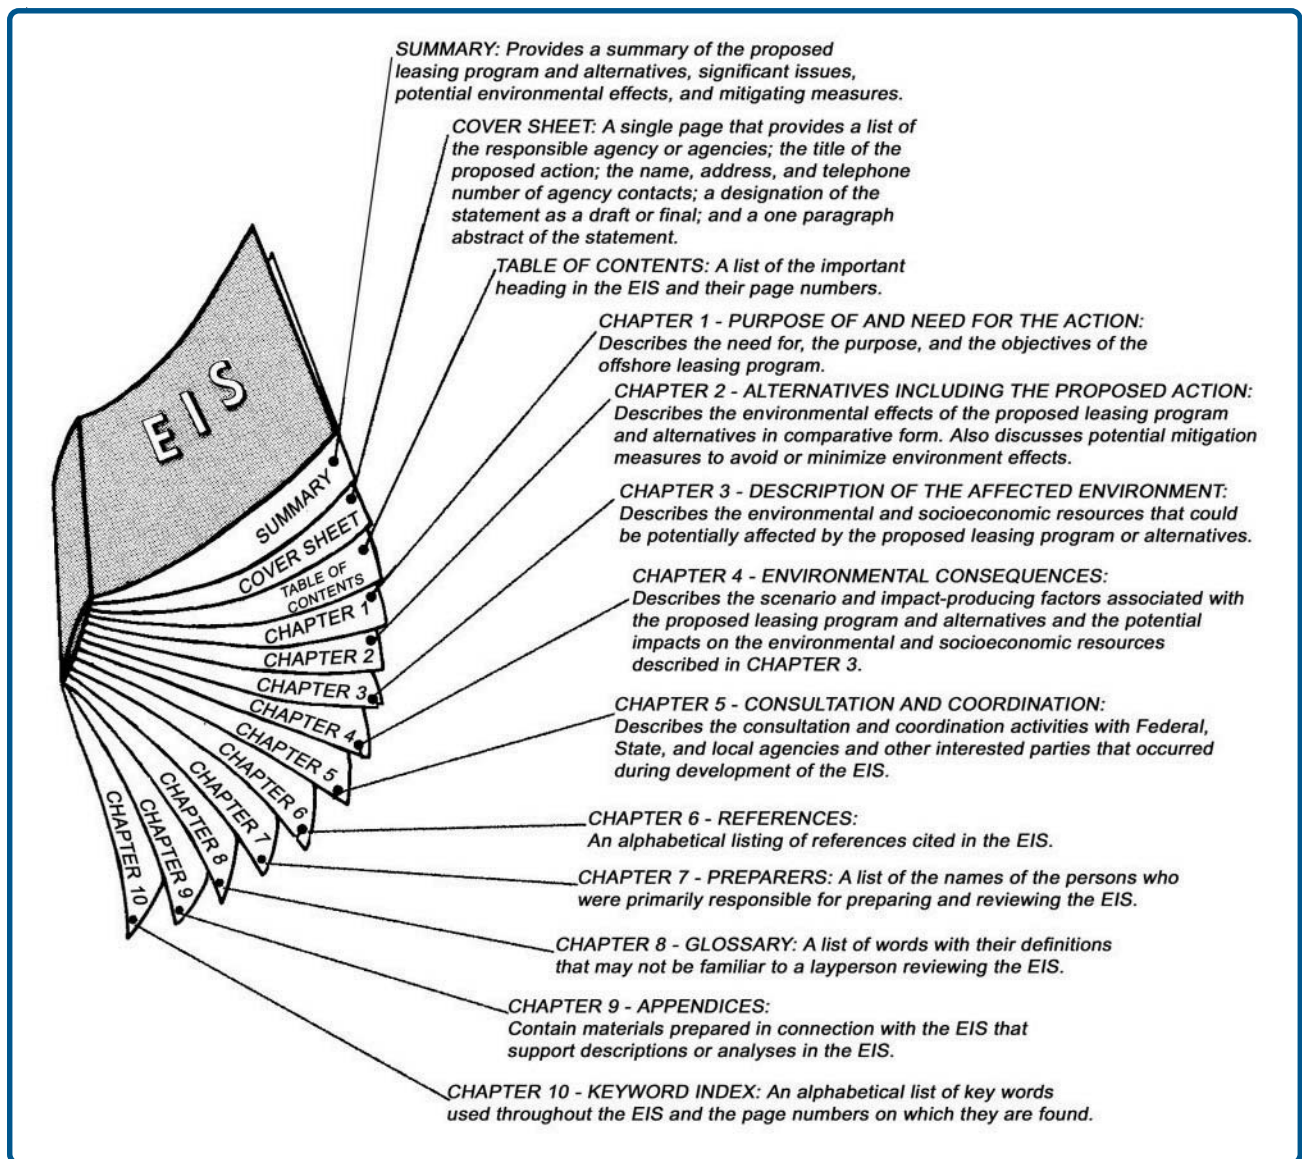 SUMMARY: Provides a summary of the proposed
leasing program and alternatives, significant issues,
potential environmental effects, and mitigating measures.
COVER SHEET: A single page that provides a list of
the responsible agency or agencies; the title of the
proposed action; the name, address, and telephone
number of agency contacts; a designation of the
statement as a draft or final; and a one paragraph
abstract of the statement.
TABLE OF CONTENTS: A list of the important
heading in the EIS and their page numbers.
CHAPTER 1 - PURPOSE OF AND NEED FOR THE ACTION:
Describes the need for, the purpose, and the objectives of the
offshore leasing program.
CHAPTER 2 - ALTERNATIVES INCLUDING THE PROPOSED ACTION:
Describes the environmental effects of the proposed leasing program
and alternatives in comparative form. Also discusses potential mitigation
measures to avoid or minimize environment effects.
CHAPTER 3 - DESCRIPTION OF THE AFFECTED ENVIRONMENT:
Describes the environmental and socioeconomic resources that could
be potentially affected by the proposed leasing program or alternatives.
CHAPTER 4 - ENVIRONMENTAL CONSEQUENCES:
Describes the scenario and impact-producing factors associated with
the proposed leasing program and alternatives and the potential
impacts on the environmental and socioeconomic resources
described in CHAPTER 3.
CHAPTER 5 - CONSULTATION AND COORDINATION:
Describes the consultation and coordination activities with Federal,
State, and local agencies and other interested parties that occurred
during development of the EIS.
CHAPTER 6 - REFERENCES:
An alphabetical listing of references cited in the EIS.
CHAPTER 7 - PREPARERS: A list of the names of the persons who
were primarily responsible for preparing and reviewing the EIS.
CHAPTER 8 - GLOSSARY: A list of words with their definitions
that may not be familiar to a layperson reviewing the EIS.
CHAPTER 9 - APPENDICES:
Contain materials prepared in connection with the EIS that
support descriptions or analyses in the EIS.
CHAPTER 10 - KEYWORD INDEX: An alphabetical list of key words
used throughout the EIS and the page numbers on which they are found.
EIS
SUMMARY
COVER SHEET
TABLE OF
CONTENTS
CHAPTER 1
CHAPTER 2
CHAPTER 3
CHAPTER 4
CHAPTER 5
CHAPTER 6
CHAPTER 7
CHAPTER 8
CHAPTER 9
CHAPTER 10